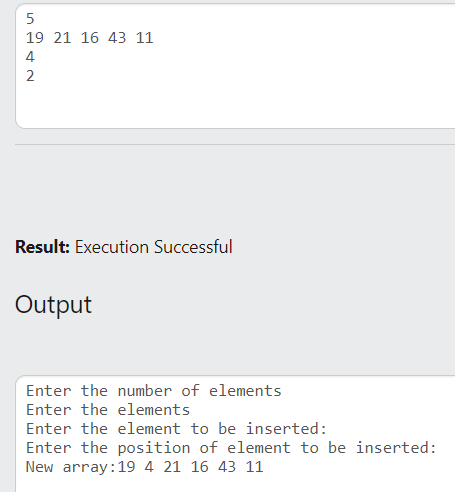 5
19 21 16 43 11
4
2
Result: Execution Successful
Output
Enter the number of elements
Enter the elements
Enter the element to be inserted:
Enter the position of element to be inserted:
New array:19 4 21 16 43 11